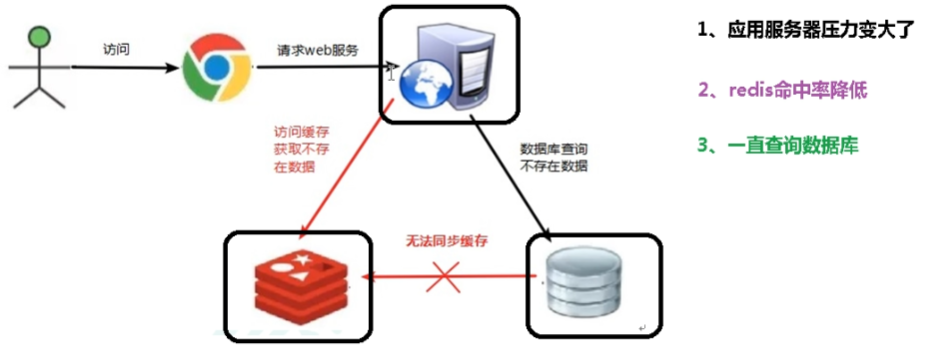 访问
请求web服务
1、应用服务器压力变大了
2、redis命中率降低
3、一直查询数据库
访问缓存
获取不存
在数据
数据库查询
不存在数据
无法同步缓存